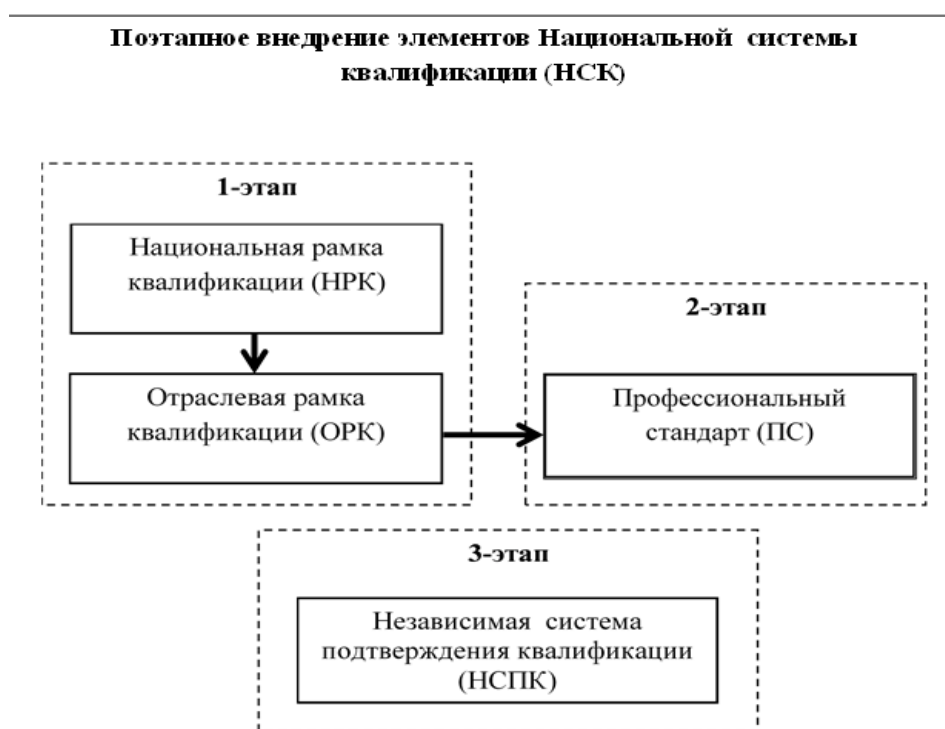 Поэтапное внедрение элементов Национальной системы
квалификации (НСК)
1-этап
Национальная рамка
квалификации (НРК)
Отраслевая рамка
квалификации (ОРК)
2-этап
Профессиональный
стандарт (ПС)
3-этап
Независимая система
подтверждения квалификации
(НСПК)